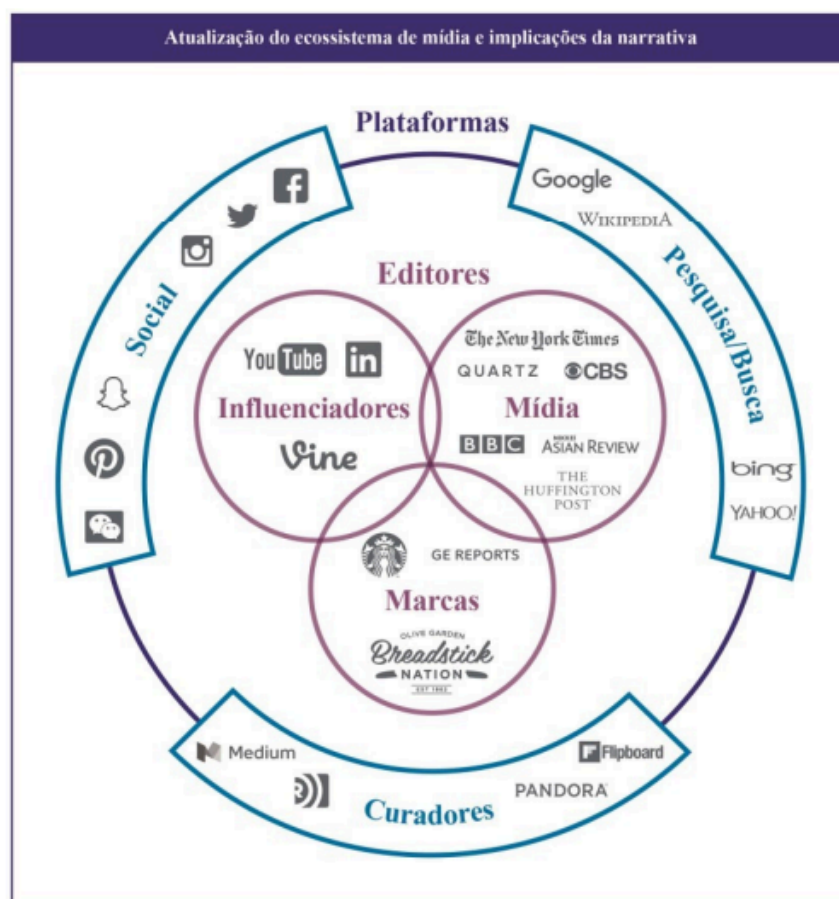 Atualização do ecossistema de mídia e implicações da narrativa
Plataformas
Google
WIKIPEDIA
Pesquisa/Busca
bing
YAHOO!
Social
Editores
YouTube in
Influenciadores
Vine
The New York Times
QUARTZ CBS
Mídia
BBC NIKKEI ASIAN REVIEW
THE
HUFFINGTON
POST
GE REPORTS
Marcas
OLIVE GARDEN
Breadstick
NATION
Medium
Flipboard
PANDORA
Curadores